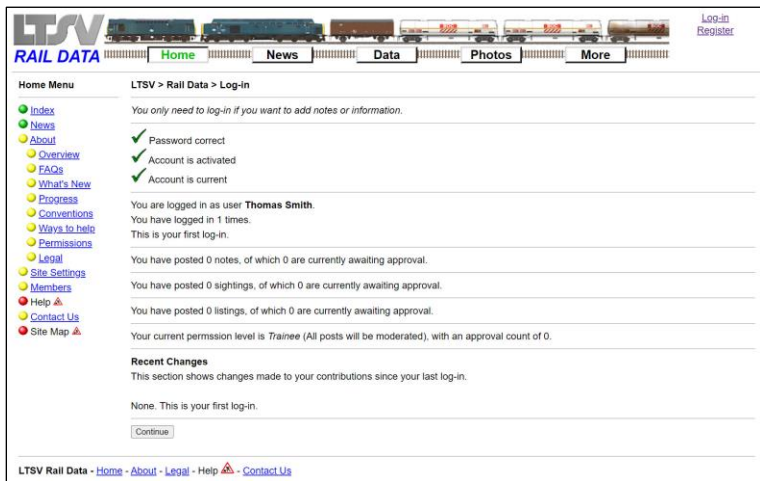 LTSV
RAIL DATA
Home
News
Data
Photos
More
Log-in
Register
Home Menu
Index
News
About
Overview
FAQs
What's New
Progress
Conventions
Ways to help
Permissions
Legal
Site Settings
Members
Help
Contact Us
Site Map
LTSV > Rail Data > Log-in
You only need to log-in if you want to add notes or information.
Password correct
Account is activated
Account is current
You are logged in as user Thomas Smith.
You have logged in 1 times.
This is your first log-in.
You have posted 0 notes, of which 0 are currently awaiting approval.
You have posted 0 sightings, of which 0 are currently awaiting approval.
You have posted 0 listings, of which 0 are currently awaiting approval.
Your current permssion level is Trainee (All posts will be moderated), with an approval count of 0.
Recent Changes
This section shows changes made to your contributions since your last log-in.
None. This is your first log-in.
Continue
LTSV Rail Data - Home - About - Legal - Help - Contact Us